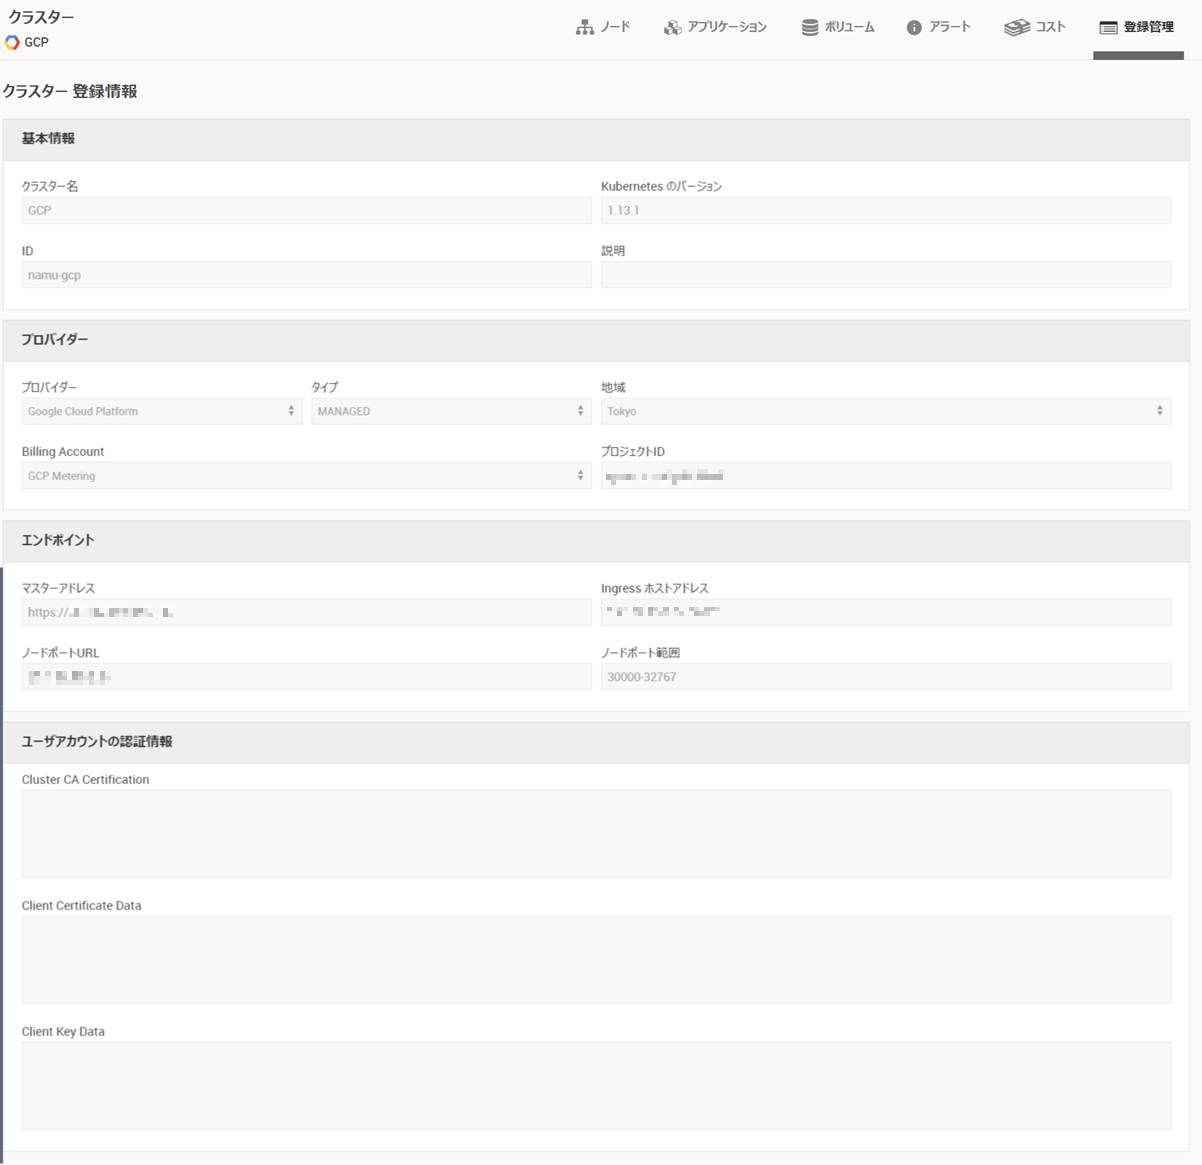 クラスター
GCP
ノード
アプリケーション
ボリューム
アラート
コスト
登録管理
クラスター 登録情報
基本情報
クラスター名
Kubernetes のバージョン
GCP
1.13.1
ID
説明
namu-gcp
プロバイダー
プロバイダー
タイプ
地域
Google Cloud Platform
MANAGED
Tokyo
Billing Account
プロジェクトID
GCP Metering
エンドポイント
マスターアドレス
Ingress ホストアドレス
https://
ノードポートURL
ノードポート範囲
30000-32767
ユーザアカウントの認証情報
Cluster CA Certification
Client Certificate Data
Client Key Data